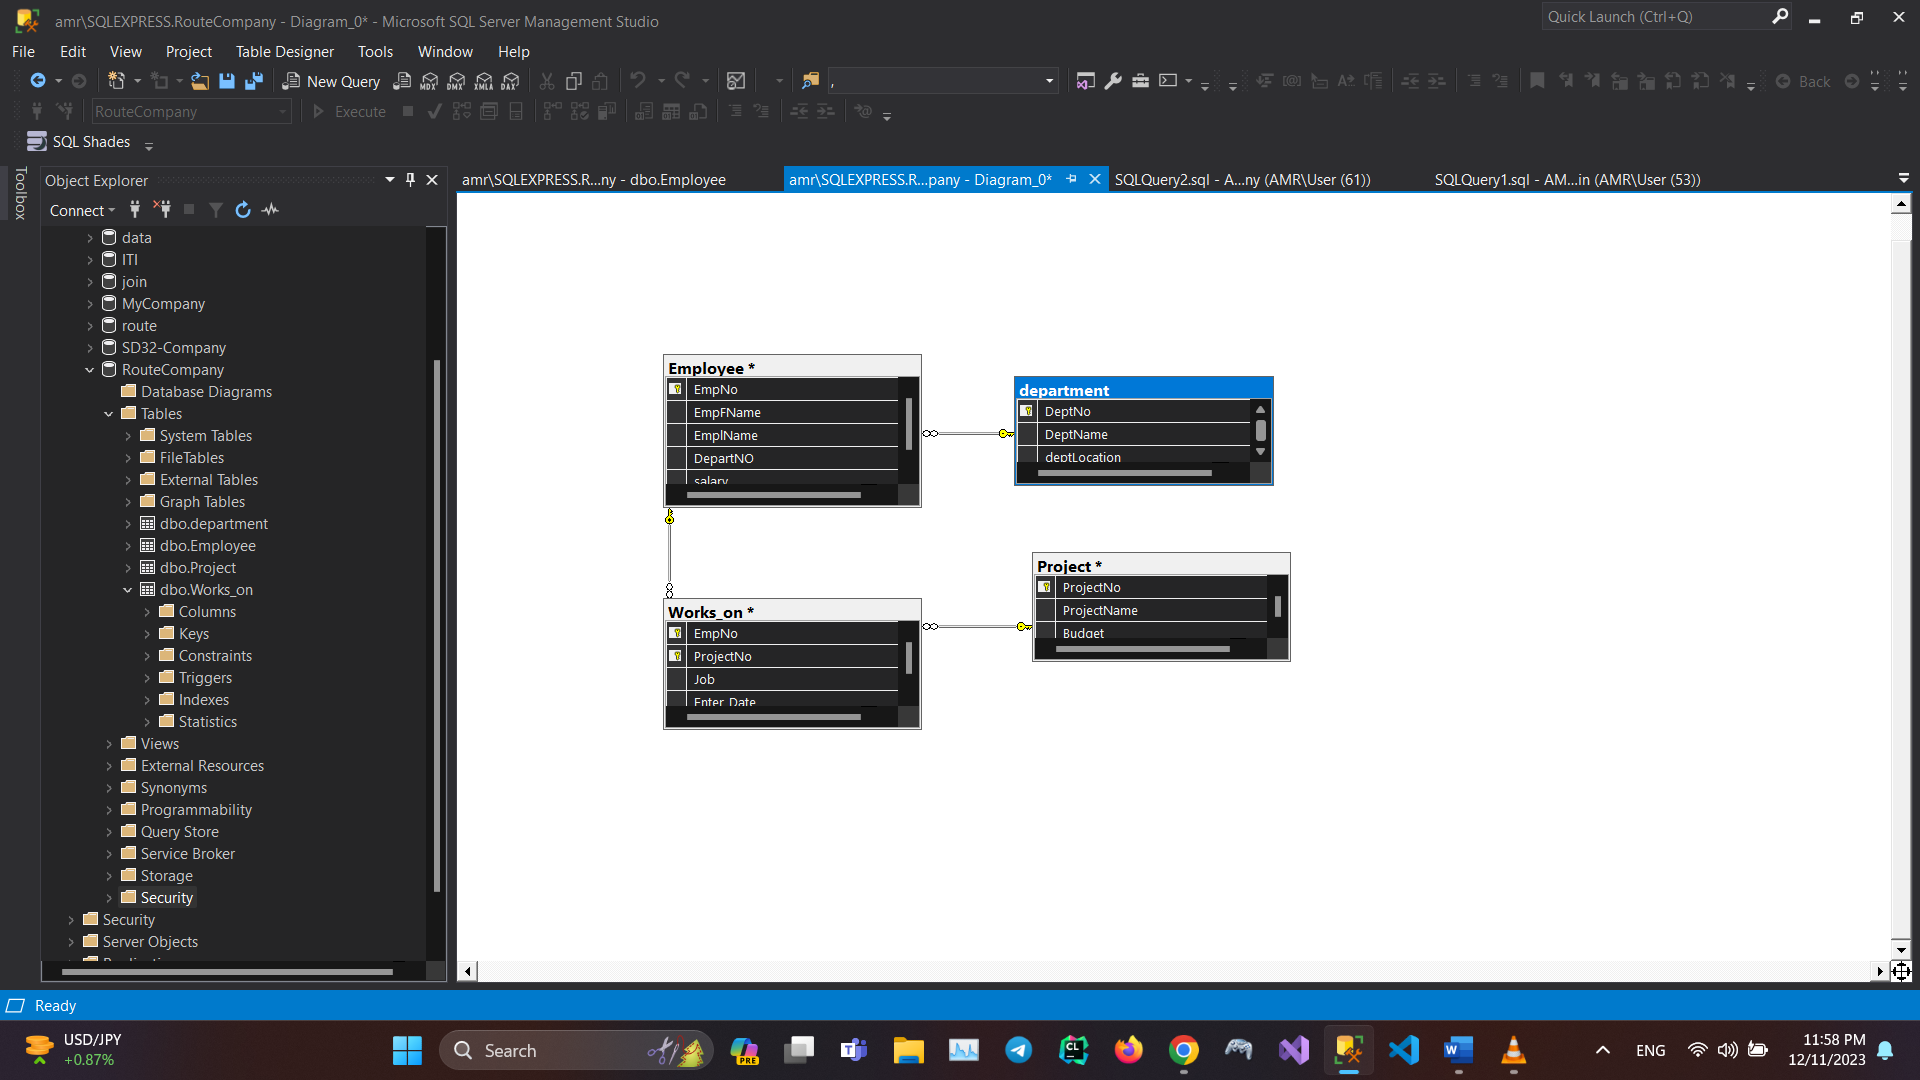 amr\SQLEXPRESS.RouteCompany - Diagram_0* - Microsoft SQL Server Management Studio
Quick Launch (Ctrl+Q)
File Edit View Project Table Designer Tools Window Help
New Query
MDX DMX XMLA DAX
,
Back
RouteCompany
Execute
SQL Shades
Toolbox
Object Explorer
Connect
data
ITI
join
MyCompany
route
SD32-Company
RouteCompany
Database Diagrams
Tables
System Tables
FileTables
External Tables
Graph Tables
dbo.department
dbo.Employee
dbo.Project
dbo.Works_on
Columns
Keys
Constraints
Triggers
Indexes
Statistics
Views
External Resources
Synonyms
Programmability
Query Store
Service Broker
Storage
Security
Security
Server Objects
amr\SQLEXPRESS.R...ny - dbo.Employee
amr\SQLEXPRESS.R...pany - Diagram_0*
SQLQuery2.sql - A...ny (AMR\User (61))
SQLQuery1.sql - AM...in (AMR\User (53))
Employee *
EmpNo
EmpFName
EmplName
DepartNO
salary
department
DeptNo
DeptName
deptLocation
Works_on *
EmpNo
ProjectNo
Job
Enter_Date
Project *
ProjectNo
ProjectName
Budget
Ready
USD/JPY
+0.87%
Search
PRE
CL
W
ENG
11:58 PM
12/11/2023